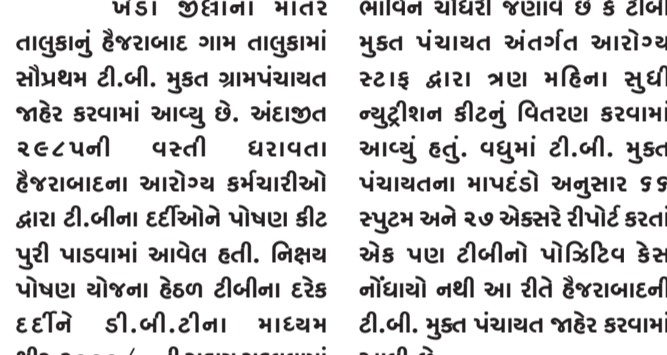 ખેડા જીલ્લાના માતર
તાલુકાનું હૈજરાબાદ ગામ તાલુકામાં
સૌપ્રથમ ટી.બી. મુક્ત ગ્રામપંચાયત
જાહેર કરવામાં આવ્યુ છે. અંદાજીત
૨૯૮૫ની વસ્તી ધરાવતા
હૈજરાબાદના આરોગ્ય કર્મચારીઓ
દ્વારા ટી.બીના દર્દીઓને પોષણ કીટ
પુરી પાડવામાં આવેલ હતી. નિક્ષય
પોષણ યોજના હેઠળ ટીબીના દરેક
દર્દીને ડી.બી.ટીના માધ્યમ
ભાવિન ચૌધરી જણાવે છે કે ટીબી
મુક્ત પંચાયત અંતર્ગત આરોગ્ય
સ્ટાફ દ્વારા ત્રણ મહિના સુધી
ન્યુટ્રીશન કીટનું વિતરણ કરવામાં
આવ્યું હતું. વધુમાં ટી.બી. મુક્ત
પંચાયતના માપદંડો અનુસાર ૬૬
સ્પુટમ અને ૨૭ એક્સરે રીપોર્ટ કરતાં
એક પણ ટીબીનો પોઝિટિવ કેસ
નોંધાયો નથી આ રીતે હૈજરાબાદની
ટી.બી. મુક્ત પંચાયત જાહેર કરવામાં